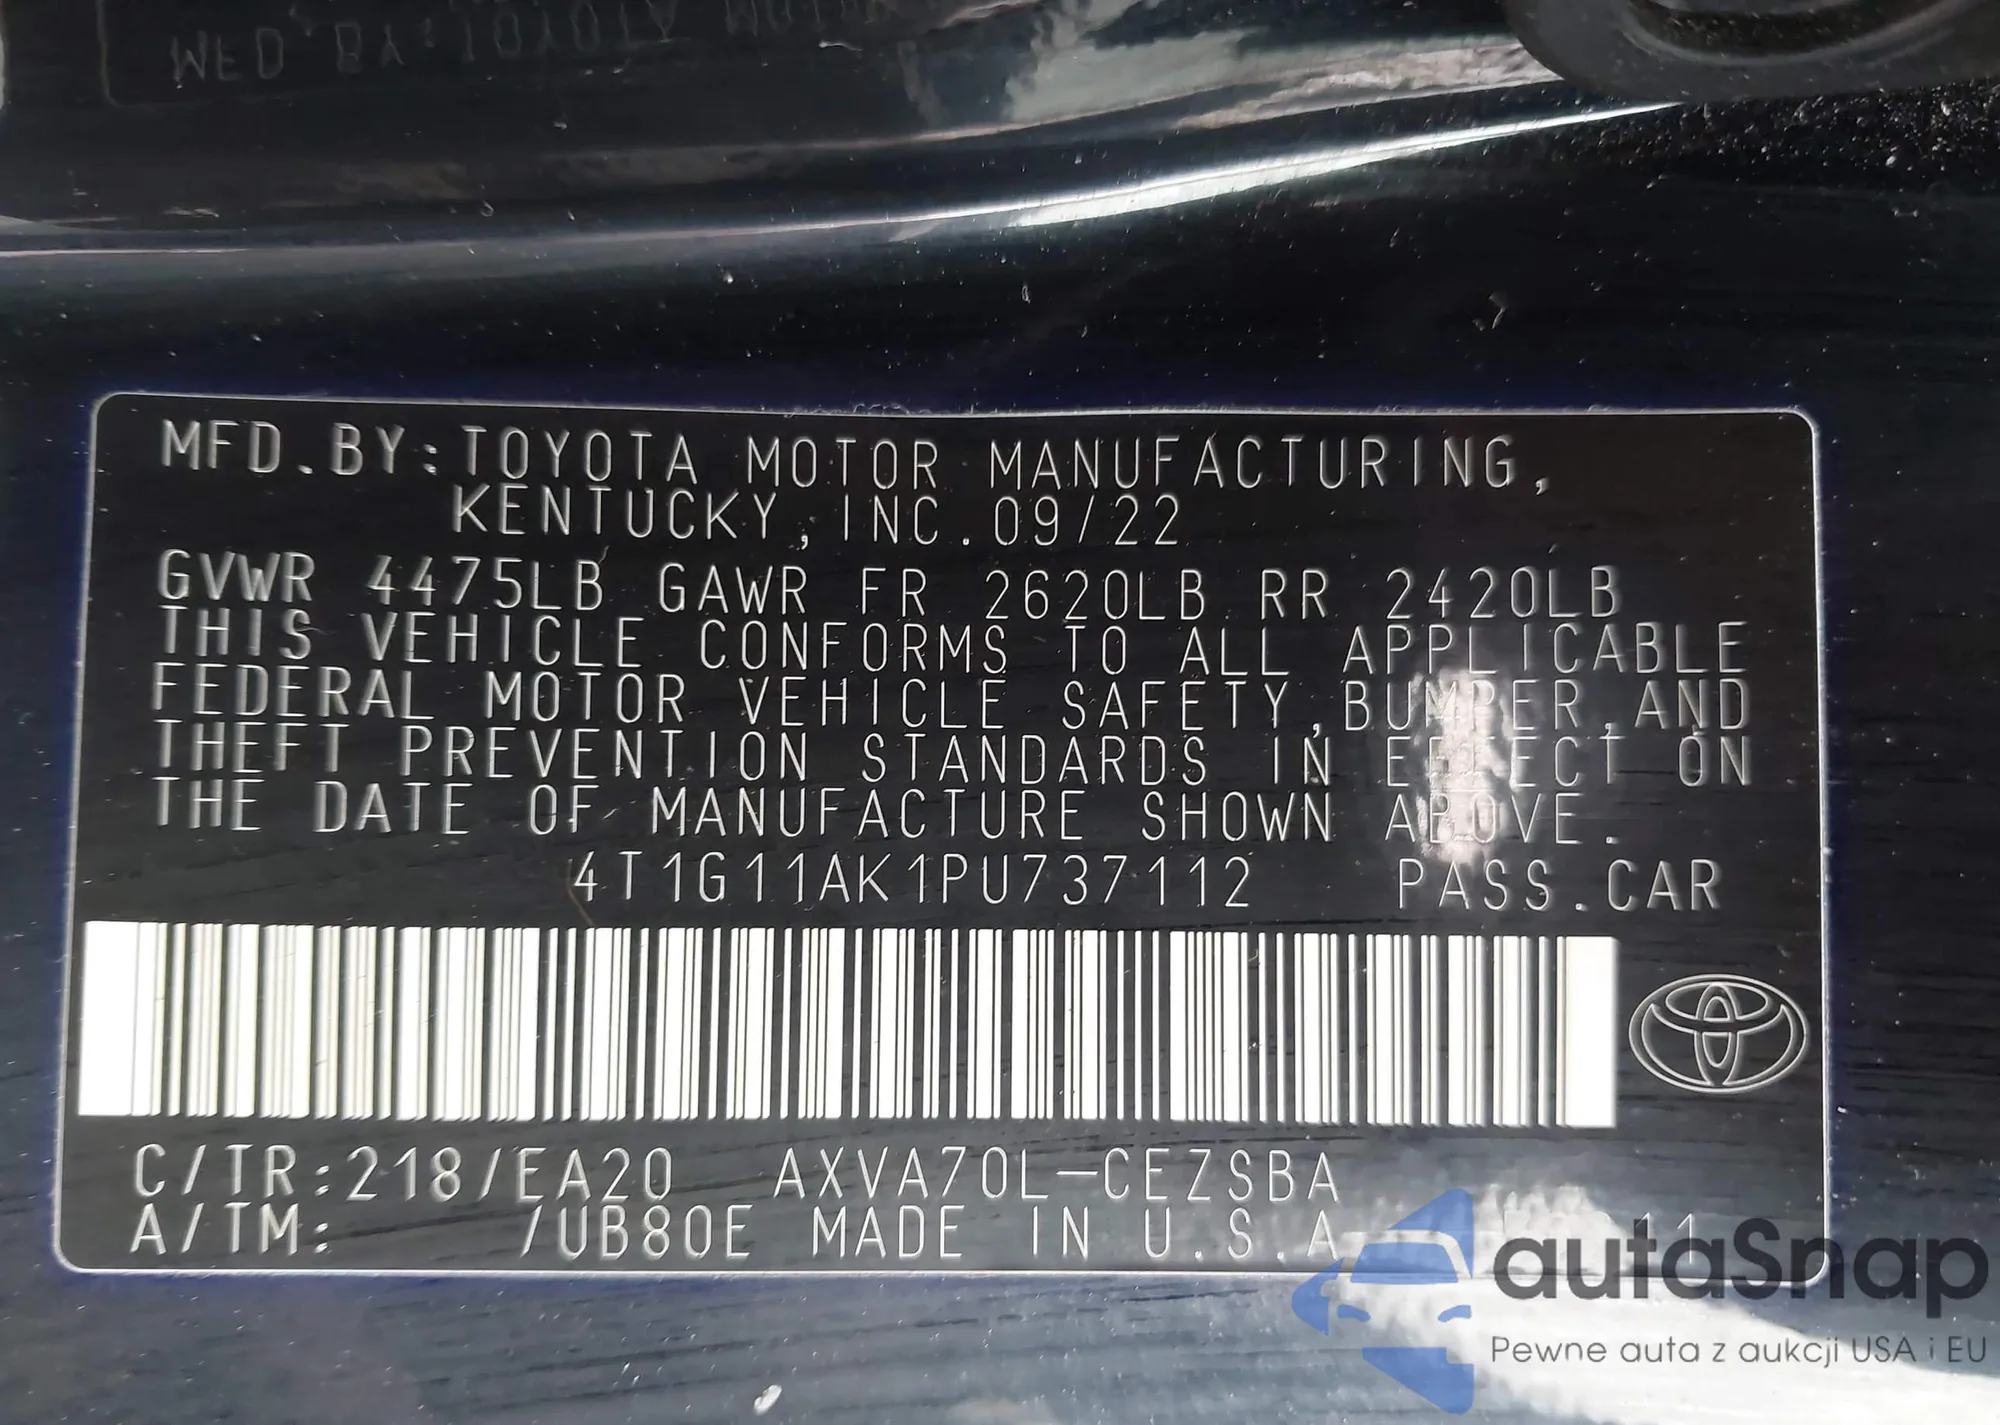 MFD.BY:TOYOTA MOTOR MANUFACTURING,
KENTUCKY, INC. 09/22
GVWR 4475LB GAWR FR 2620LB RR 2420LB
THIS VEHICLE CONFORMS TO ALL APPLICABLE
FEDERAL MOTOR VEHICLE SAFETY, BUMPER, AND
THEFT PREVENTION STANDARDS IN EFFECT ON
THE DATE OF MANUFACTURE SHOWN ABOVE.
4T1G11AK1PU737112 PASS.CAR
C/TR:218/EA20 AXVA70L-CEZSBA
A/TM: /UB80E MADE IN U.S.A
autaSnap
Pewne auta z aukcji USA i EU